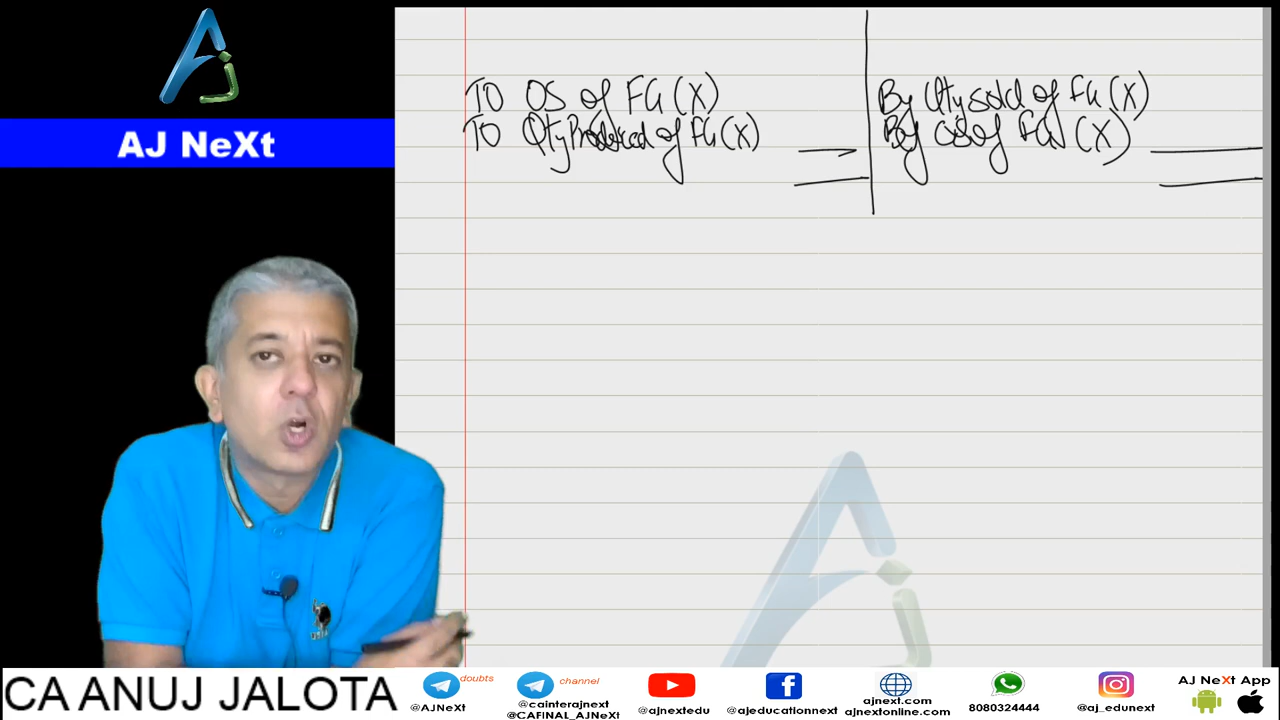 AJ NeXt
TO OS of FG (X)
TO Qty Produced of FG (X)
By Qty sold of FG (X)
By CS of FG (X)
CA ANUJ JALOTA
doubts
@AJNeXt
channel
@cainterajnext
@CAFINAL_AJNeXt
@ajnextedu
@ajeducationnext
ajnext.com
ajnextonline.com
8080324444
@aj_edunext
AJ NeXt App